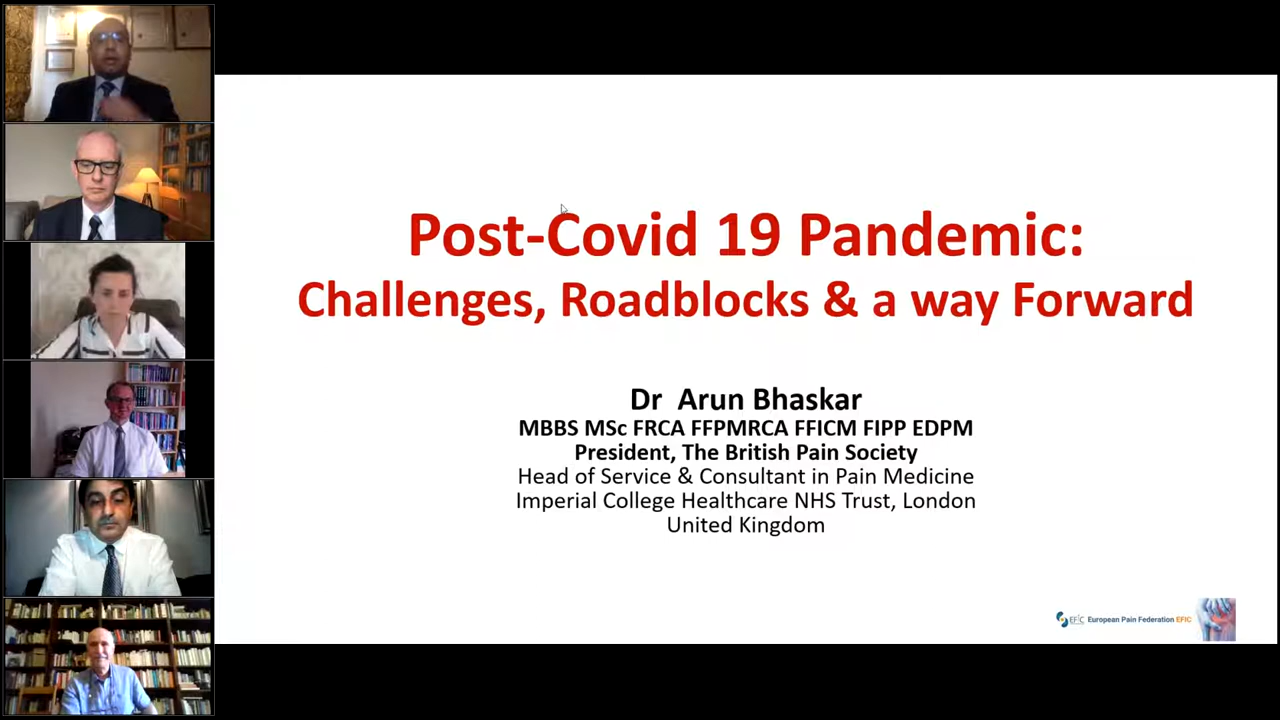 Post-Covid 19 Pandemic:
Challenges, Roadblocks & a way Forward
Dr Arun Bhaskar
MBBS MSc FRCA FFPMRCA FFICM FIPP EDPM
President, The British Pain Society
Head of Service & Consultant in Pain Medicine
Imperial College Healthcare NHS Trust, London
United Kingdom
EFIC European Pain Federation EFIC